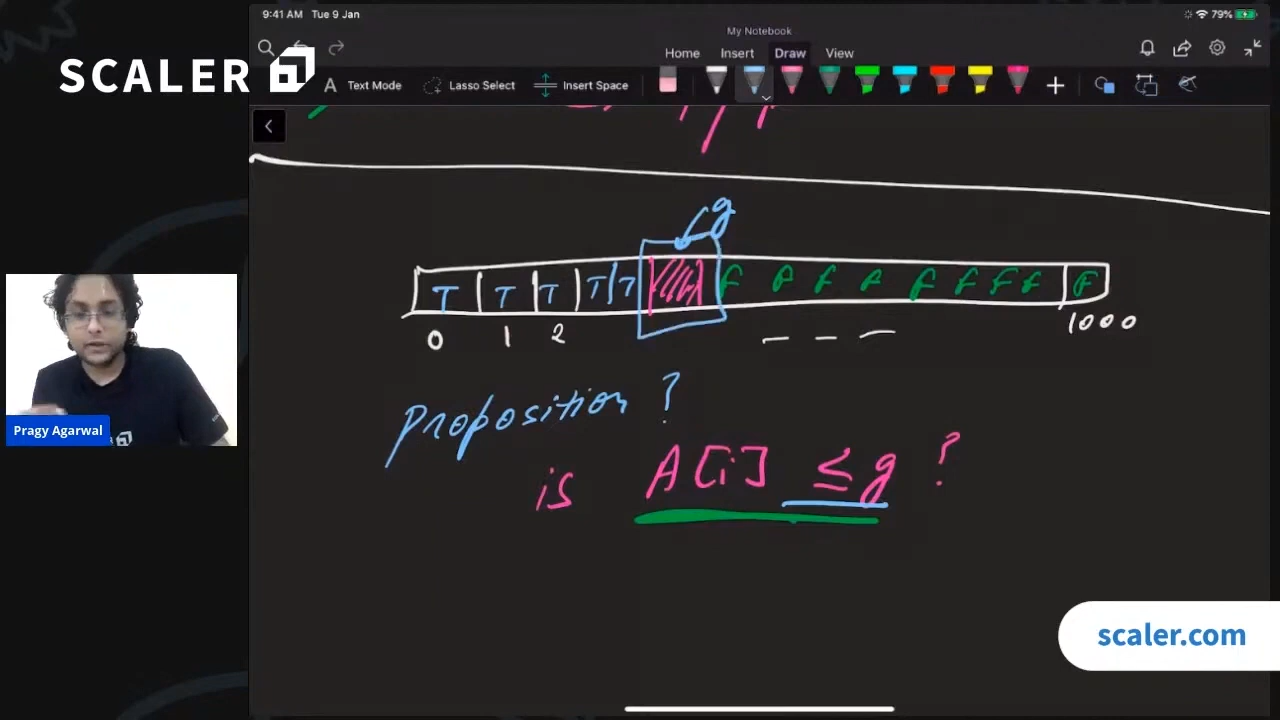 9:41 AM Tue 9 Jan
79%
My Notebook
SCALER
Home Insert Draw View
Text Mode Lasso Select Insert Space
g
T T T T T F F F F F F F F F
0 1 2 1000
proposition?
Pragy Agarwal
is A[i] ≤ g ?
scaler.com